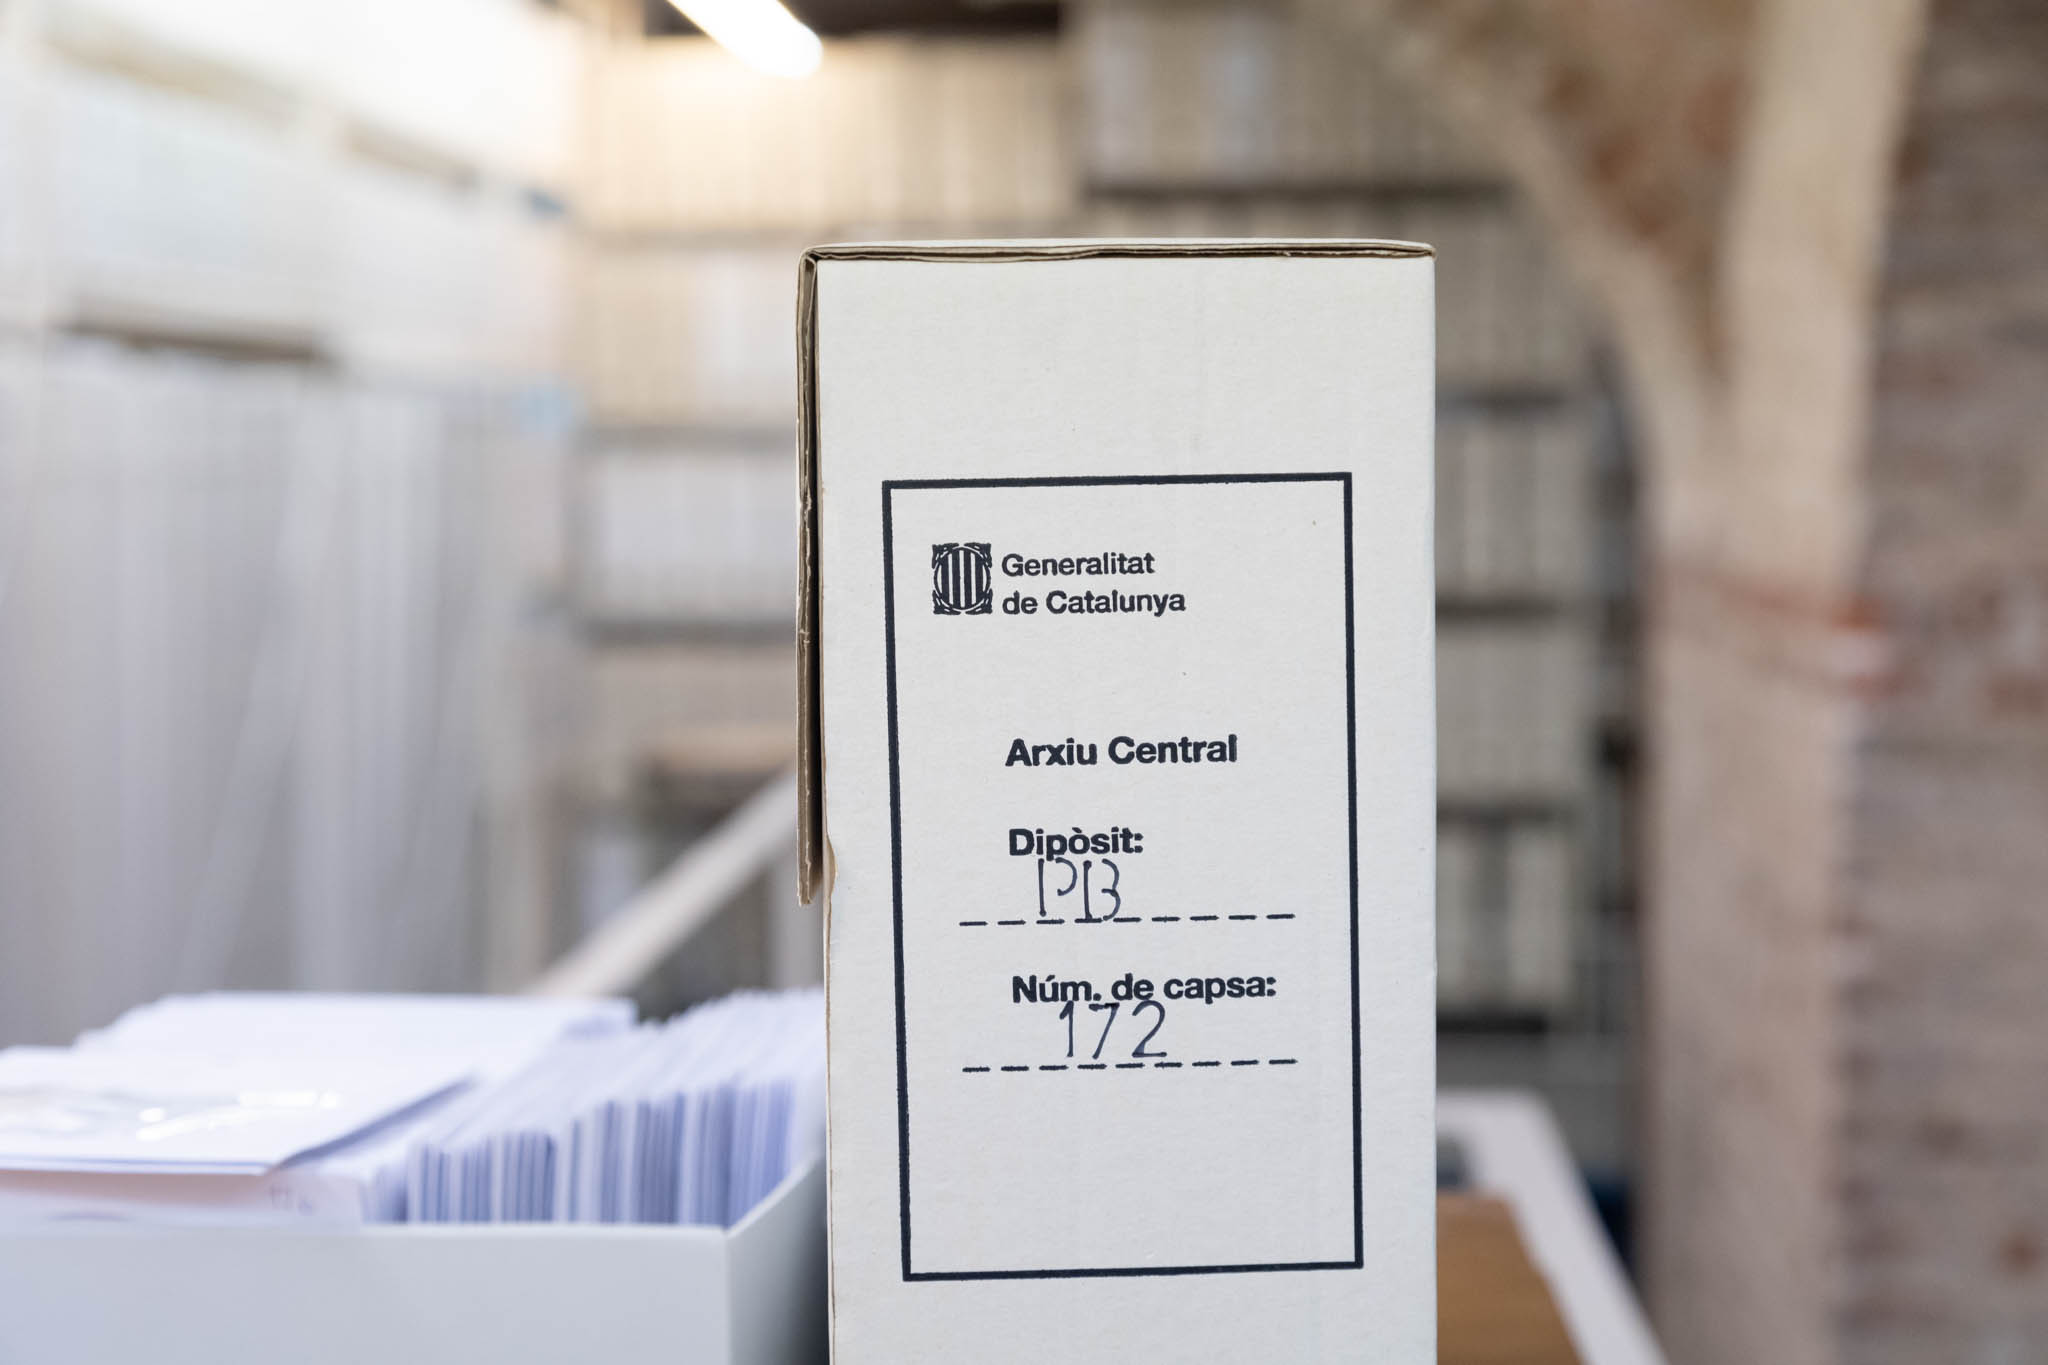 Generalitat
de Catalunya
Arxiu Central
Dipòsit:
PB
Núm. de capsa:
172